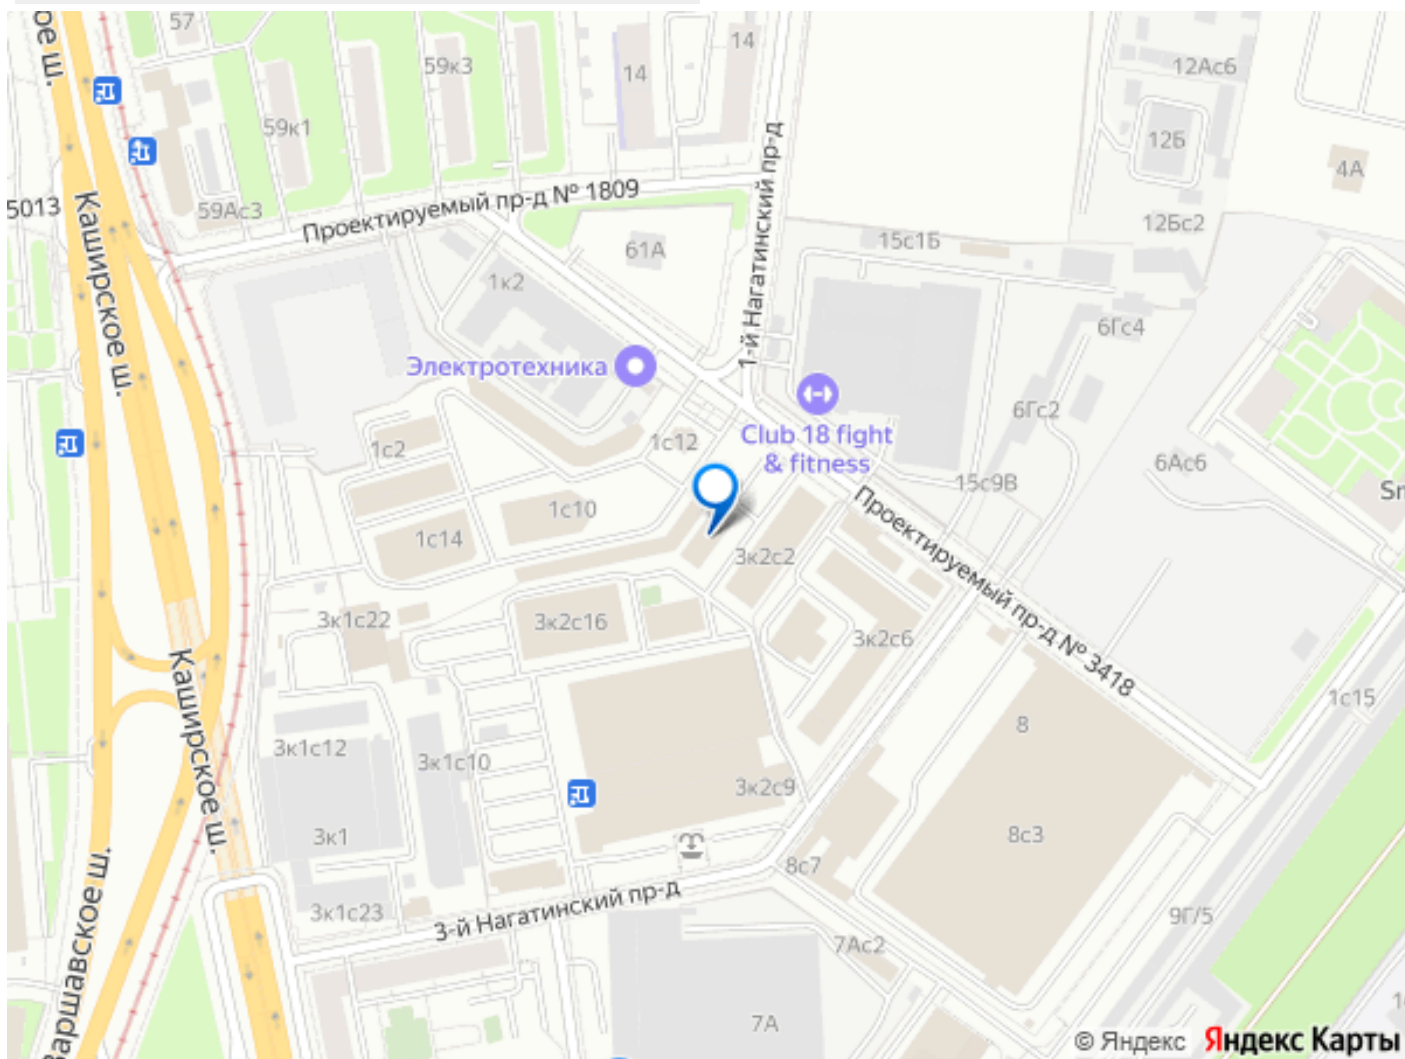 57
ое ш.
59к3
14
14
12Ас6
59к1
12Б
4А
5013
59Ас3
Проектируемый пр-д № 1809
Каширское ш.
61А
1-й Нагатинский пр-д
15с1Б
12Бс2
1к2
6Гс4
Электротехника
6Гс2
Club 18 fight
& fitness
1с2
1с12
6Ас6
15с9В
Sm
1с10
1с14
3к2с2
Проектируемый пр-д № 3418
3к1с22
3к2с16
3к2с6
Каширское ш.
1с15
8
3к1с12
3к1с10
3к2с9
3к1
8с3
8с7
3к1с23
3-й Нагатинский пр-д
9Г/5
7Ас2
Варшавское ш.
7А
1
© Яндекс Яндекс Карты